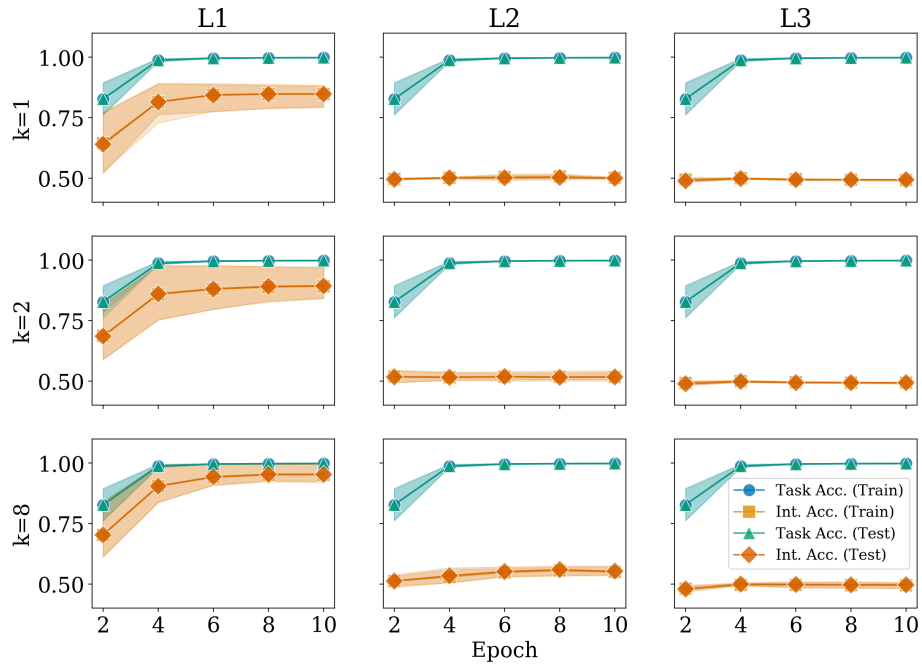 L1 L2 L3
k=1
1.00
0.75
0.50
k=2
1.00
0.75
0.50
k=8
1.00
0.75
0.50
Task Acc. (Train)
Int. Acc. (Train)
Task Acc. (Test)
Int. Acc. (Test)
2 4 6 8 10 2 4 6 8 10 2 4 6 8 10
Epoch